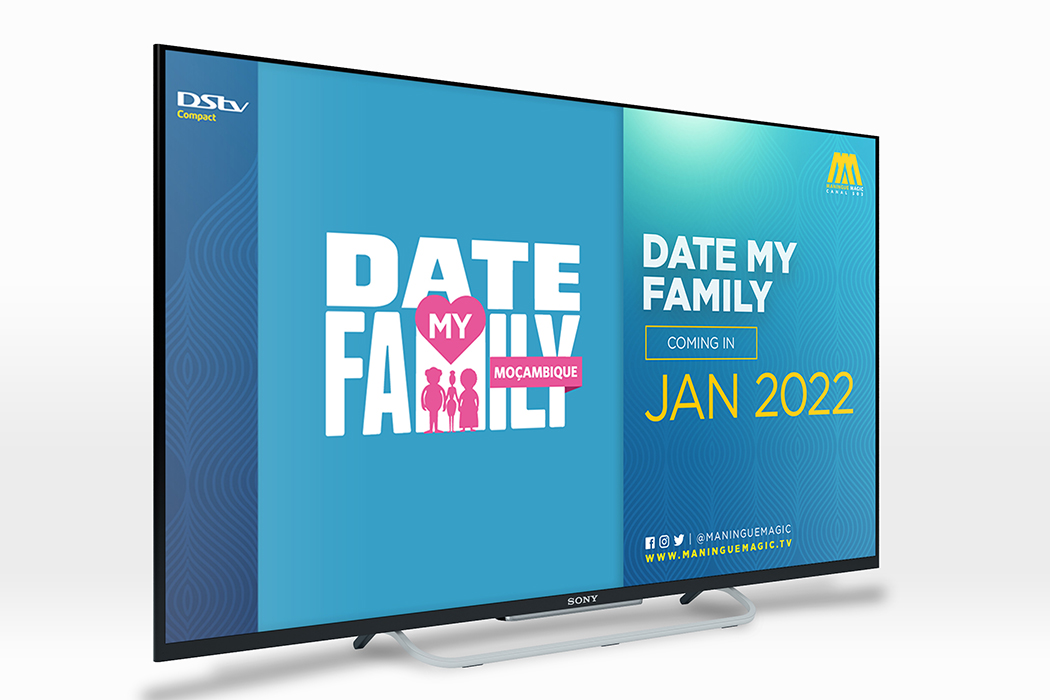 DStv
Compact
DATE
MY
FAMILY
MOÇAMBIQUE
MANINGUE MAGIC
DATE MY
FAMILY
COMING IN
JAN 2022
| @MANINGUEMAGIC
WWW.MANINGUEMAGIC.TV
SONY